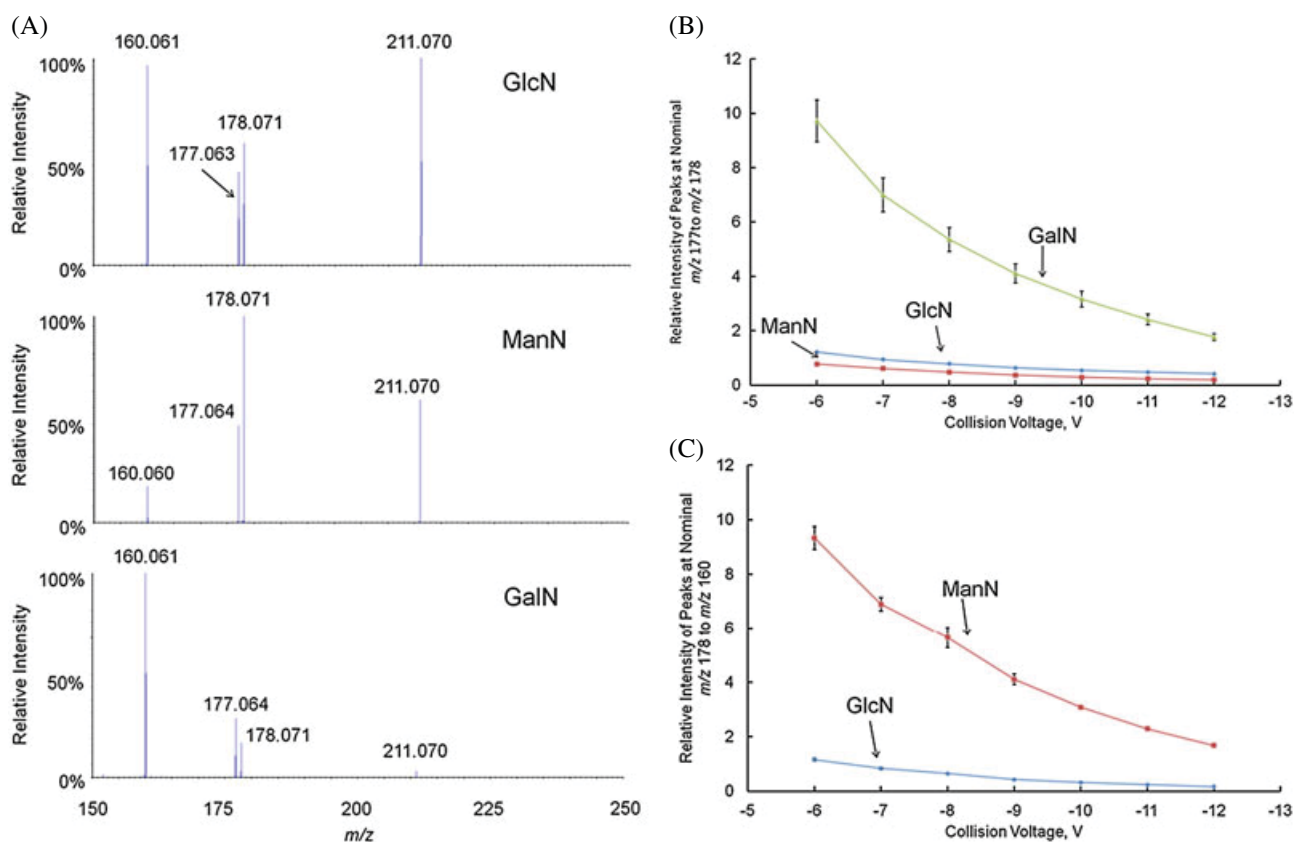 (A)
160.061
211.070
100%
GlcN
178.071
177.063
50%
0%
Relative Intensity
178.071
100%
ManN
211.070
177.064
50%
160.060
0%
Relative Intensity
160.061
100%
GalN
50%
177.064
178.071
211.070
0%
Relative Intensity
150 175 200 225 250
m/z
(B)
12
10
8
6
4
2
0
Relative Intensity of Peaks at Nominal
m/z 177to m/z 178
GalN
GlcN
ManN
-5 -6 -7 -8 -9 -10 -11 -12 -13
Collision Voltage, V
(C)
12
10
8
6
4
2
0
Relative Intensity of Peaks at Nominal
m/z 178 to m/z 160
ManN
GlcN
-5 -6 -7 -8 -9 -10 -11 -12 -13
Collision Voltage, V